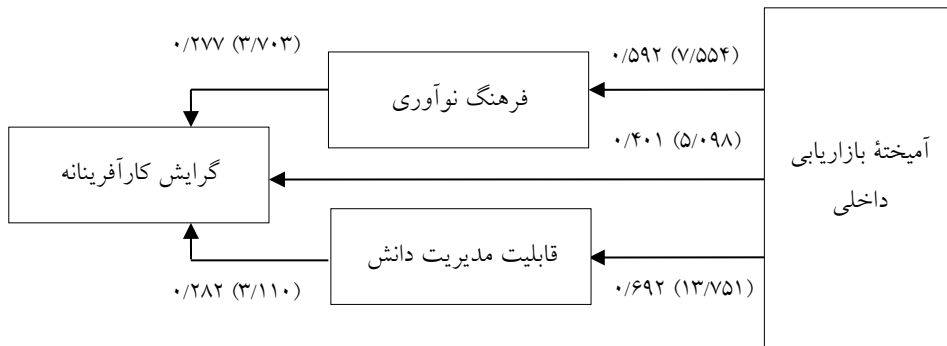 ۰/۲۷۷ (۳/۷۰۳)
۰/۵۹۲ (۷/۵۵۴)
فرهنگ نوآوری
۰/۴۰۱ (۵/۰۹۸)
آمیختهٔ بازاریابی
داخلی
گرایش کارآفرینانه
قابلیت مدیریت دانش
۰/۲۸۲ (۳/۱۱۰)
۰/۶۹۲ (۱۳/۷۵۱)